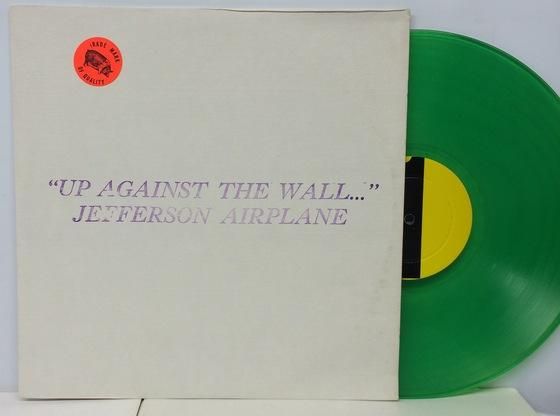 TRADE MARK
OF QUALITY
“UP AGAINST THE WALL...”
JEFFERSON AIRPLANE